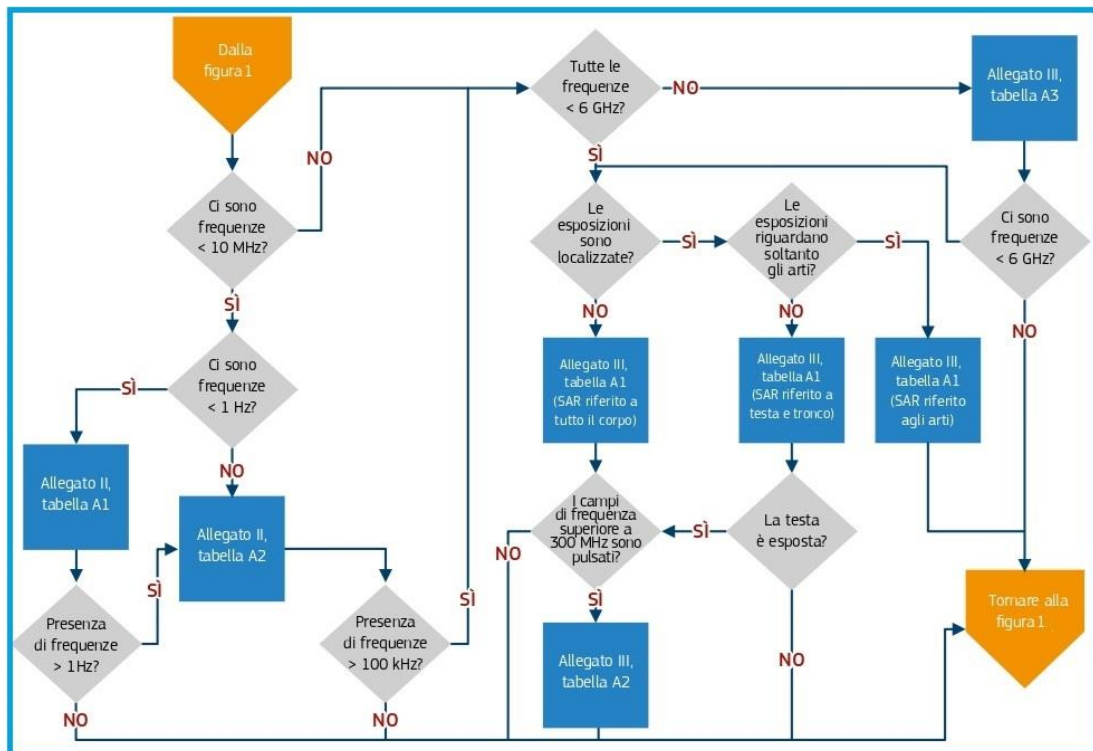 Dalla
figura 1
Tutte le
frequenze
< 6 GHz?
NO
Allegato III,
tabella A3
NO
SÌ
Ci sono
frequenze
< 10 MHz?
Le
esposizioni
sono
localizzate?
SÌ
Le
esposizioni
riguardano
soltanto
gli arti?
SÌ
Ci sono
frequenze
< 6 GHz?
SÌ
NO
NO
NO
Ci sono
frequenze
< 1 Hz?
SÌ
Allegato III,
tabella A1
(SAR riferito a
tutto il corpo)
Allegato III,
tabella A1
(SAR riferito a
testa e tronco)
Allegato III,
tabella A1
(SAR riferito
agli arti)
NO
Allegato II,
tabella A1
Allegato II,
tabella A2
I campi
di frequenza
superiore a
300 MHz sono
pulsati?
SÌ
La testa
è esposta?
NO
SÌ
SÌ
SÌ
Presenza
di frequenze
> 1Hz?
Presenza
di frequenze
> 100 kHz?
Allegato III,
tabella A2
NO
Tornare alla
figura 1
NO
NO